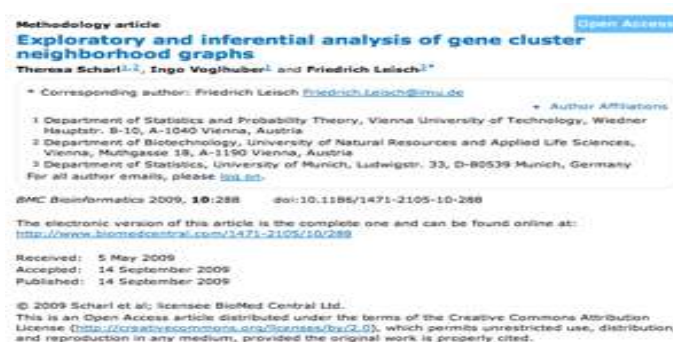 Methodology article
Open Access
Exploratory and inferential analysis of gene cluster
neighborhood graphs
Theresa Scharl1,2, Ingo Voglhuber1 and Friedrich Leisch3*
* Corresponding author: Friedrich Leisch Friedrich.Leisch@lmu.de
+ Author Affiliations
1 Department of Statistics and Probability Theory, Vienna University of Technology, Wiedner
Hauptstr. 8-10, A-1040 Vienna, Austria
2 Department of Biotechnology, University of Natural Resources and Applied Life Sciences,
Vienna, Muthgasse 18, A-1190 Vienna, Austria
3 Department of Statistics, University of Munich, Ludwigstr. 33, D-80539 Munich, Germany
For all author emails, please log on.
BMC Bioinformatics 2009, 10:288 doi:10.1186/1471-2105-10-288
The electronic version of this article is the complete one and can be found online at:
http://www.biomedcentral.com/1471-2105/10/288
Received: 5 May 2009
Accepted: 14 September 2009
Published: 14 September 2009
© 2009 Scharl et al; licensee BioMed Central Ltd.
This is an Open Access article distributed under the terms of the Creative Commons Attribution
License (http://creativecommons.org/licenses/by/2.0), which permits unrestricted use, distribution,
and reproduction in any medium, provided the original work is properly cited.